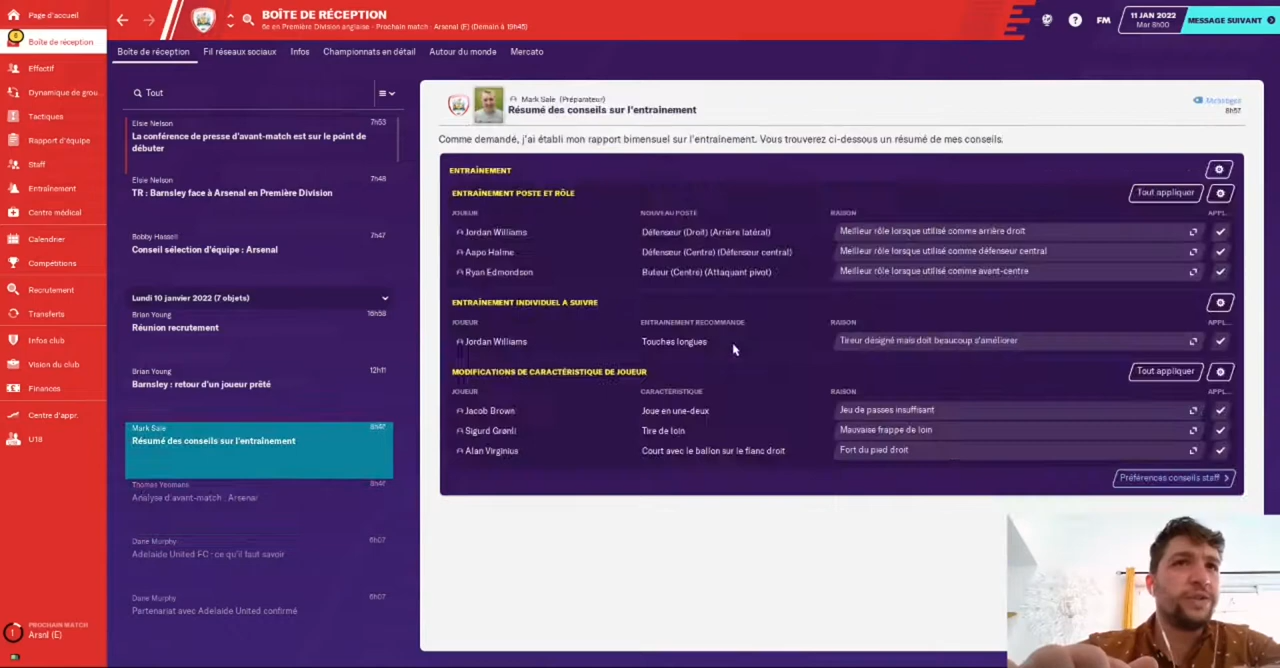 Page d'accueil
BOÎTE DE RÉCEPTION
6e en Première Division anglaise - Prochain match : Arsenal (E) (Demain à 19h45)
FM
11 JAN 2022
Mar 8h00
MESSAGE SUIVANT
6
Boîte de réception
Boîte de réception
Fil réseaux sociaux
Infos
Championnats en détail
Autour du monde
Mercato
Effectif
Dynamique de grou...
Tactiques
Rapport d'équipe
Staff
Entraînement
Centre médical
Calendrier
Compétitions
Recrutement
Transferts
Infos club
Vision du club
Finances
Centre d'appr.
U18
PROCHAIN MATCH
1
Arsnl (E)
Tout
Elsie Nelson
7h53
La conférence de presse d'avant-match est sur le point de
débuter
Elsie Nelson
7h48
TR : Barnsley face à Arsenal en Première Division
Bobby Hassell
7h47
Conseil sélection d'équipe : Arsenal
Lundi 10 janvier 2022 (7 objets)
Brian Young
16h58
Réunion recrutement
Brian Young
12h11
Barnsley : retour d'un joueur prêté
Mark Sale
8h57
Résumé des conseils sur l'entraînement
Thomas Yeomans
Analyse d'avant-match : Arsenal
Dane Murphy
6h07
Adelaide United FC : ce qu'il faut savoir
Dane Murphy
6h07
Partenariat avec Adelaide United confirmé
Mark Sale (Préparateur)
Résumé des conseils sur l'entraînement
8h57
Comme demandé, j'ai établi mon rapport bimensuel sur l'entraînement. Vous trouverez ci-dessous un résumé de mes conseils.
ENTRAÎNEMENT
ENTRAÎNEMENT POSTE ET RÔLE
Tout appliquer
JOUEUR
NOUVEAU POSTE
RAISON
APPL...
Jordan Williams
Défenseur (Droit) (Arrière latéral)
Meilleur rôle lorsque utilisé comme arrière droit
Aapo Halme
Défenseur (Centre) (Défenseur central)
Meilleur rôle lorsque utilisé comme défenseur central
Ryan Edmondson
Buteur (Centre) (Attaquant pivot)
Meilleur rôle lorsque utilisé comme avant-centre
ENTRAÎNEMENT INDIVIDUEL À SUIVRE
JOUEUR
ENTRAÎNEMENT RECOMMANDÉ
RAISON
APPL...
Jordan Williams
Touches longues
Tireur désigné mais doit beaucoup s'améliorer
MODIFICATIONS DE CARACTÉRISTIQUE DE JOUEUR
Tout appliquer
JOUEUR
CARACTÉRISTIQUE
RAISON
APPL...
Jacob Brown
Joue en une-deux
Jeu de passes insuffisant
Sigurd Grønli
Tire de loin
Mauvaise frappe de loin
Alan Virginius
Court avec le ballon sur le flanc droit
Fort du pied droit
Préférences conseils staff